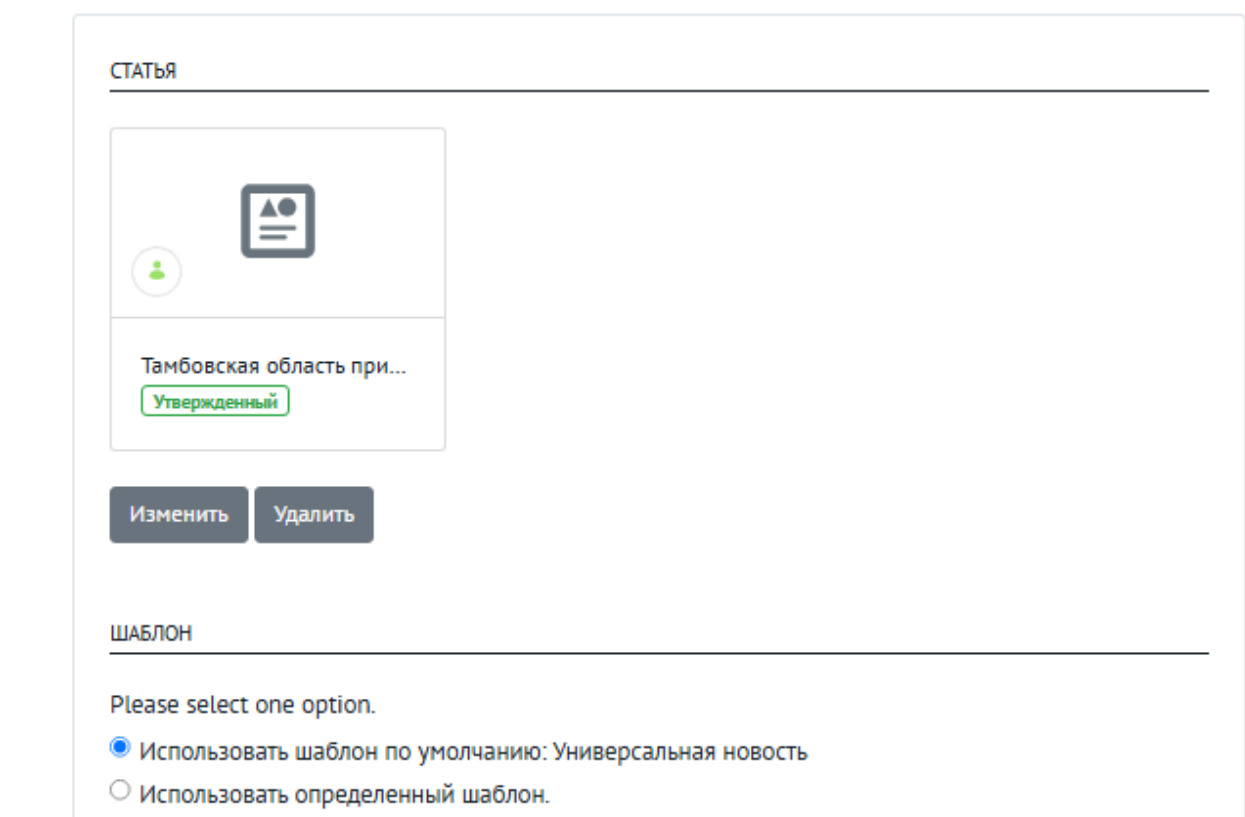 СТАТЬЯ
Тамбовская область при...
Утвержденный
Изменить Удалить
ШАБЛОН
Please select one option.
Использовать шаблон по умолчанию: Универсальная новость
Использовать определенный шаблон.